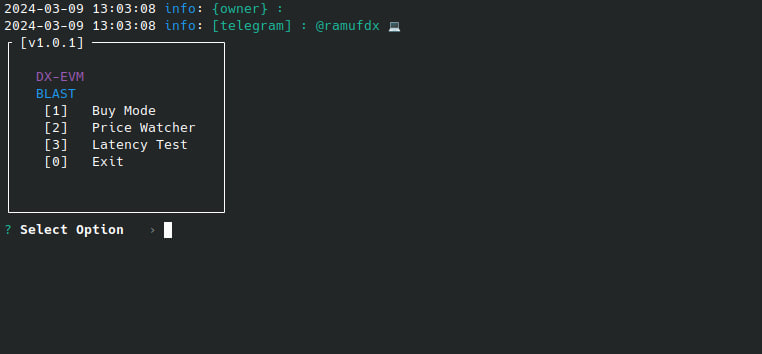 2024-03-09 13:03:08 info: {owner} :
2024-03-09 13:03:08 info: [telegram] : @ramufdx 💻
[v1.0.1]
DX-EVM
BLAST
[1] Buy Mode
[2] Price Watcher
[3] Latency Test
[0] Exit
? Select Option ›